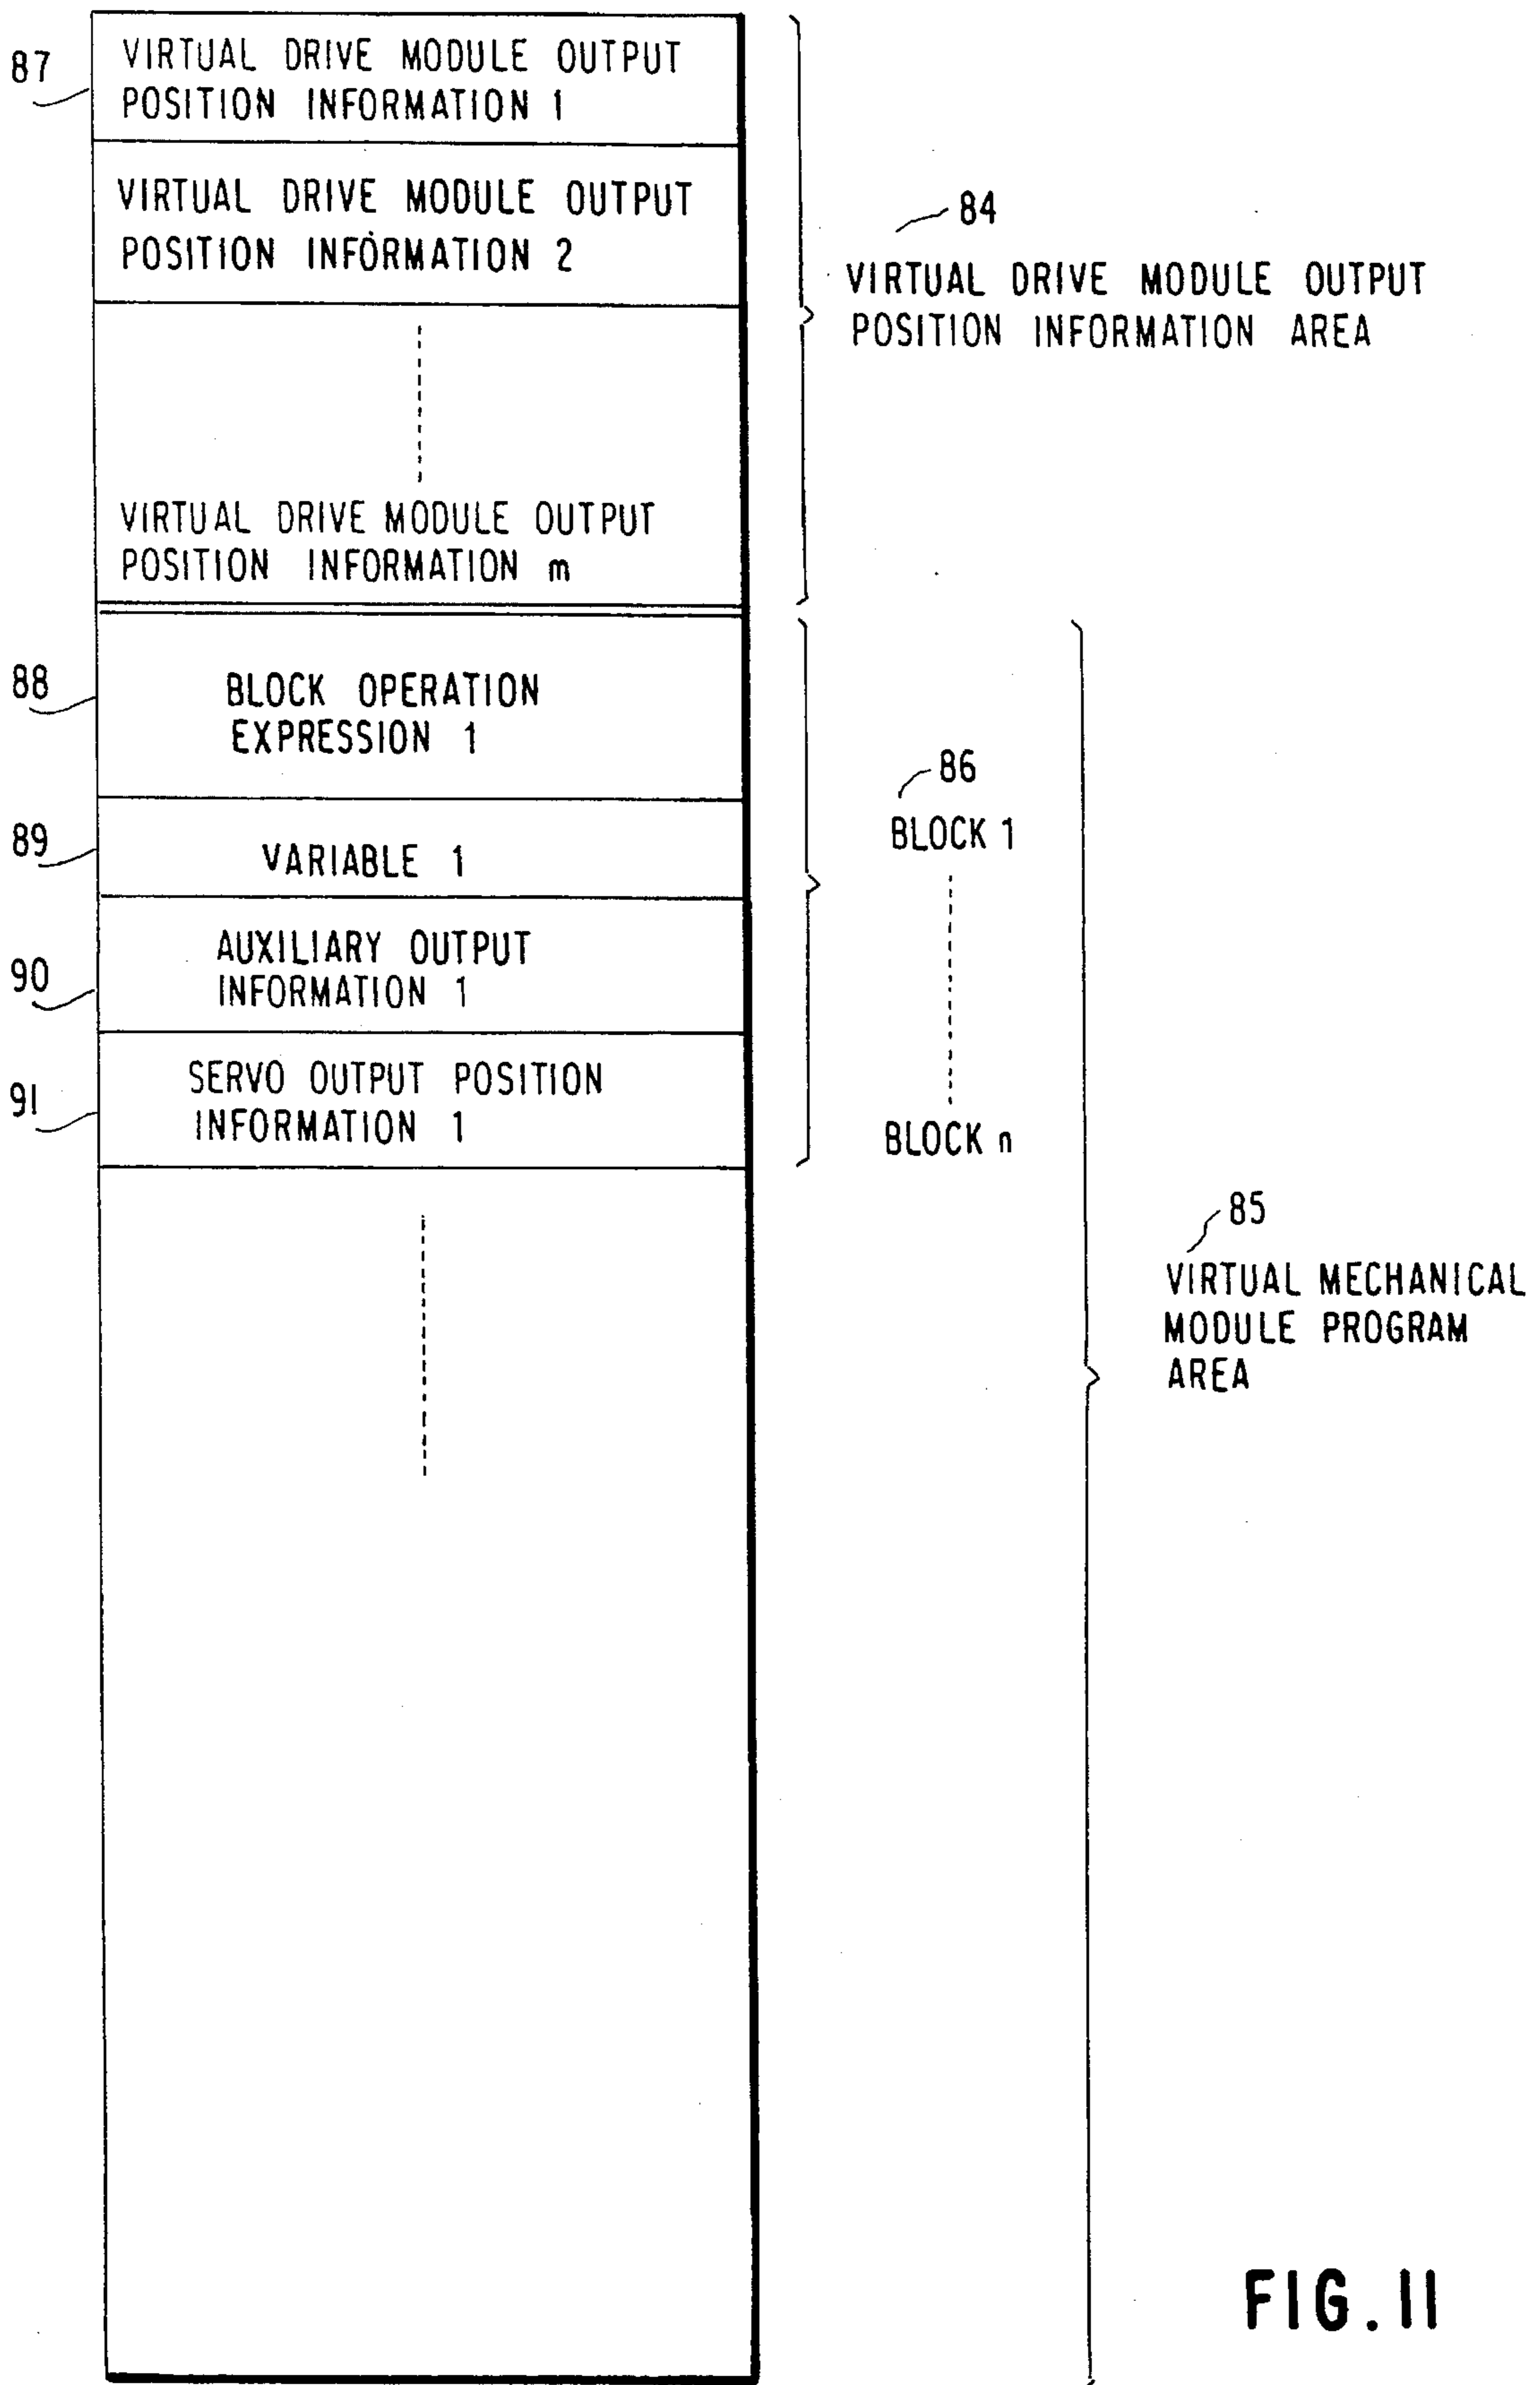 87
VIRTUAL DRIVE MODULE OUTPUT
POSITION INFORMATION 1
VIRTUAL DRIVE MODULE OUTPUT
POSITION INFORMATION 2
84
VIRTUAL DRIVE MODULE OUTPUT
POSITION INFORMATION AREA
VIRTUAL DRIVE MODULE OUTPUT
POSITION INFORMATION m
88
BLOCK OPERATION
EXPRESSION 1
86
BLOCK 1
89
VARIABLE 1
90
AUXILIARY OUTPUT
INFORMATION 1
91
SERVO OUTPUT POSITION
INFORMATION 1
BLOCK n
85
VIRTUAL MECHANICAL
MODULE PROGRAM
AREA
FIG. 11